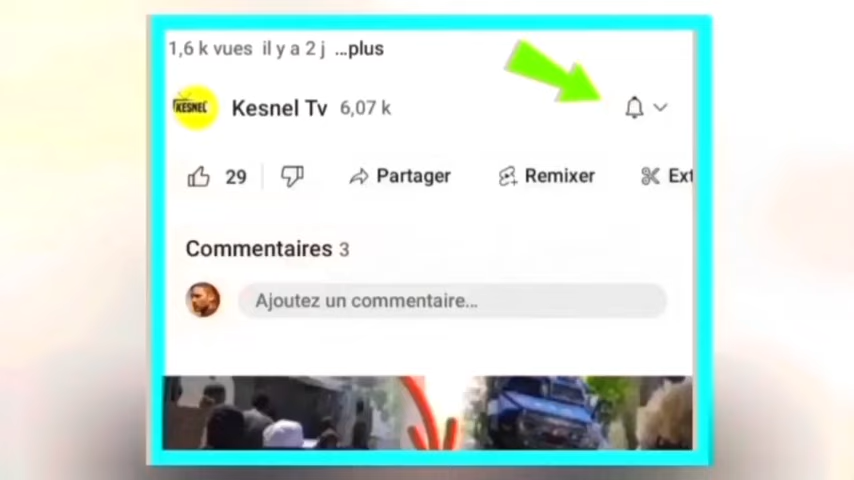 1,6 k vues il y a 2 j ...plus
KESNEL
Kesnel Tv 6,07 k
29 Partager Remixer Ext
Commentaires 3
Ajoutez un commentaire...